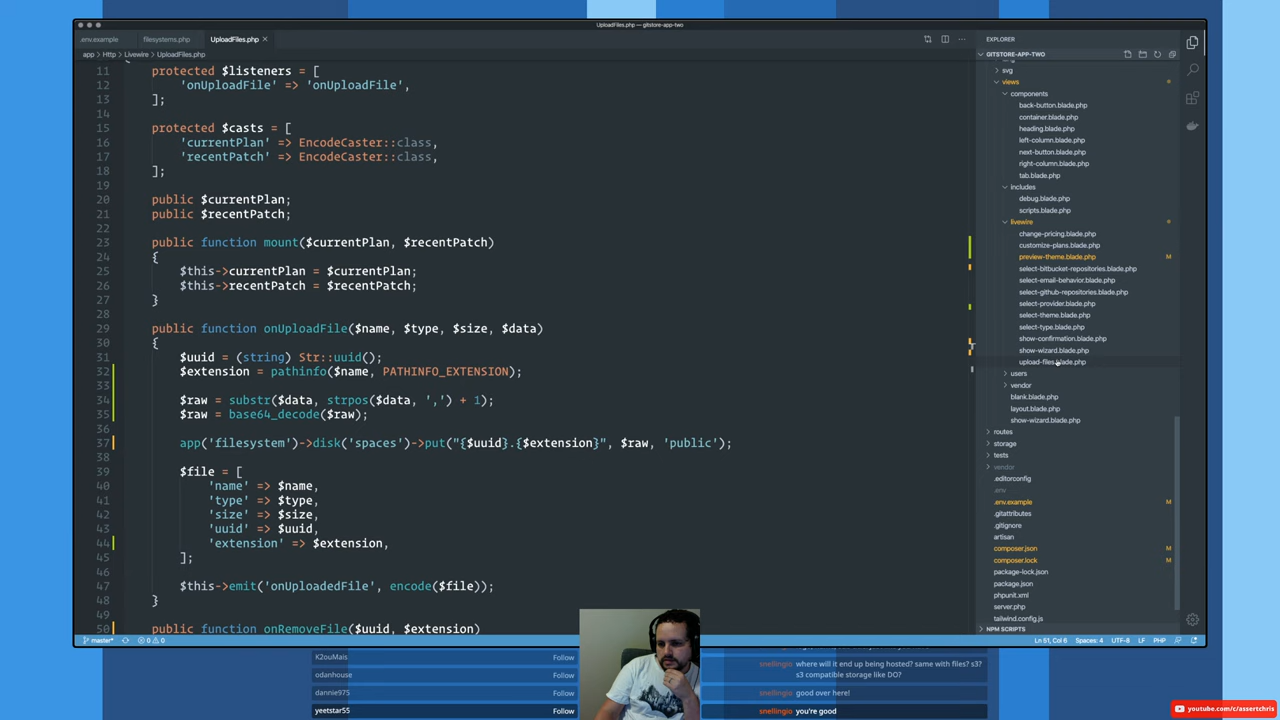 UploadFiles.php — gitstore-app-two
.env.example
filesystems.php
UploadFiles.php
app > Http > Livewire > UploadFiles.php
11 protected $listeners = [
12 'onUploadFile' => 'onUploadFile',
13 ];
14
15 protected $casts = [
16 'currentPlan' => EncodeCaster::class,
17 'recentPatch' => EncodeCaster::class,
18 ];
19
20 public $currentPlan;
21 public $recentPatch;
22
23 public function mount($currentPlan, $recentPatch)
24 {
25 $this->currentPlan = $currentPlan;
26 $this->recentPatch = $recentPatch;
27 }
28
29 public function onUploadFile($name, $type, $size, $data)
30 {
31 $uuid = (string) Str::uuid();
32 $extension = pathinfo($name, PATHINFO_EXTENSION);
33
34 $raw = substr($data, strpos($data, ',') + 1);
35 $raw = base64_decode($raw);
36
37 app('filesystem')->disk('spaces')->put("{$uuid}.{$extension}", $raw, 'public');
38
39 $file = [
40 'name' => $name,
41 'type' => $type,
42 'size' => $size,
43 'uuid' => $uuid,
44 'extension' => $extension,
45 ];
46
47 $this->emit('onUploadFile', encode($file));
48 }
49
50 public function onRemoveFile($uuid, $extension)
EXPLORER
GITSTORE-APP-TWO
svg
views
components
back-button.blade.php
container.blade.php
heading.blade.php
left-column.blade.php
next-button.blade.php
right-column.blade.php
tab.blade.php
includes
debug.blade.php
scripts.blade.php
livewire
change-pricing.blade.php
customize-plans.blade.php
preview-theme.blade.php M
select-bitbucket-repositories.blade.php
select-email-behavior.blade.php
select-github-repositories.blade.php
select-provider.blade.php
select-theme.blade.php
select-type.blade.php
show-confirmation.blade.php
show-wizard.blade.php
upload-files.blade.php
users
vendor
blank.blade.php
layout.blade.php
show-wizard.blade.php
routes
storage
tests
vendor
.editorconfig
.env
.env.example M
.gitattributes
.gitignore
artisan
composer.json M
composer.lock M
package-lock.json
package.json
phpunit.xml
server.php
tailwind.config.js
NPM SCRIPTS
master* 0 0
Ln 51, Col 6 Spaces: 4 UTF-8 LF PHP
K2ouMais Follow
odanhouse Follow
dannie975 Follow
yeetstar55 Follow
snellingio where will it end up being hosted? same with files? s3?
s3 compatible storage like DO?
snellingio good over here!
snellingio you're good
youtube.com/c/assertchris